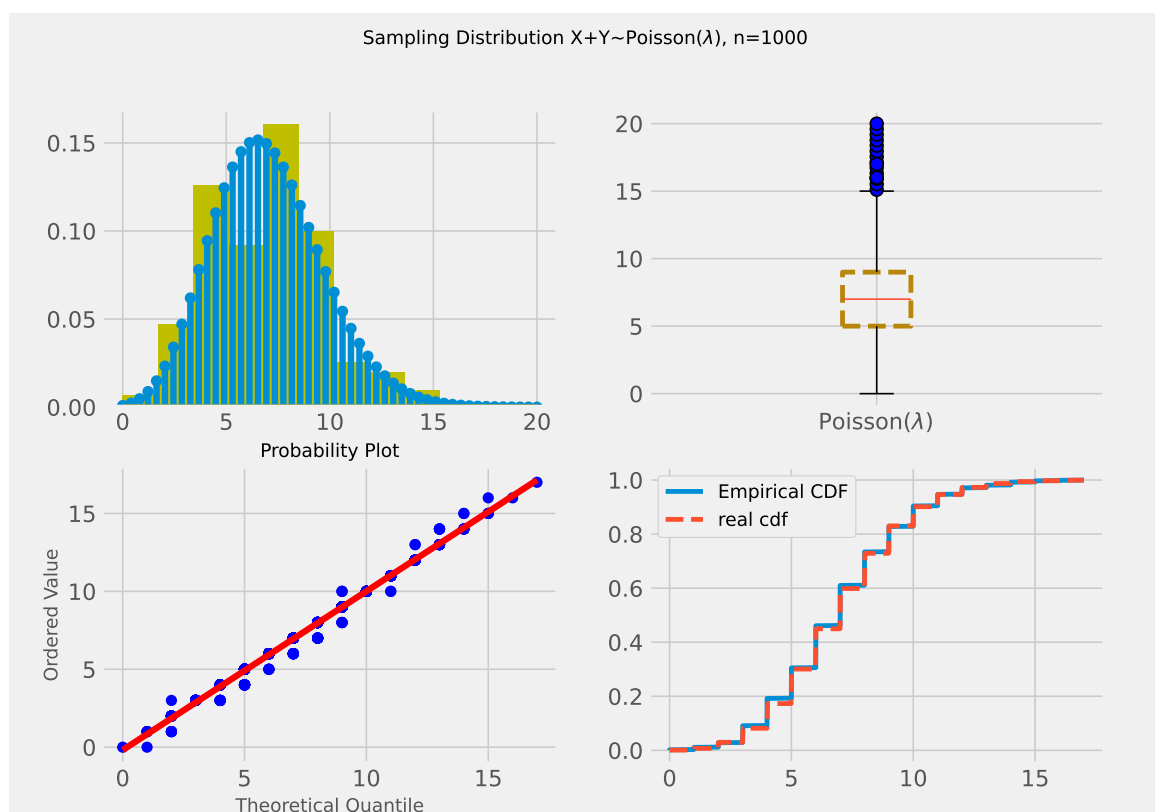 Sampling Distribution X+Y~Poisson(λ), n=1000
0.15
0.10
0.05
0.00
0 5 10 15 20
20
15
10
5
0
Poisson(λ)
Probability Plot
Ordered Value
15
10
5
0
0 5 10 15
Theoretical Quantile
Empirical CDF
real cdf
1.0
0.8
0.6
0.4
0.2
0.0
0 5 10 15